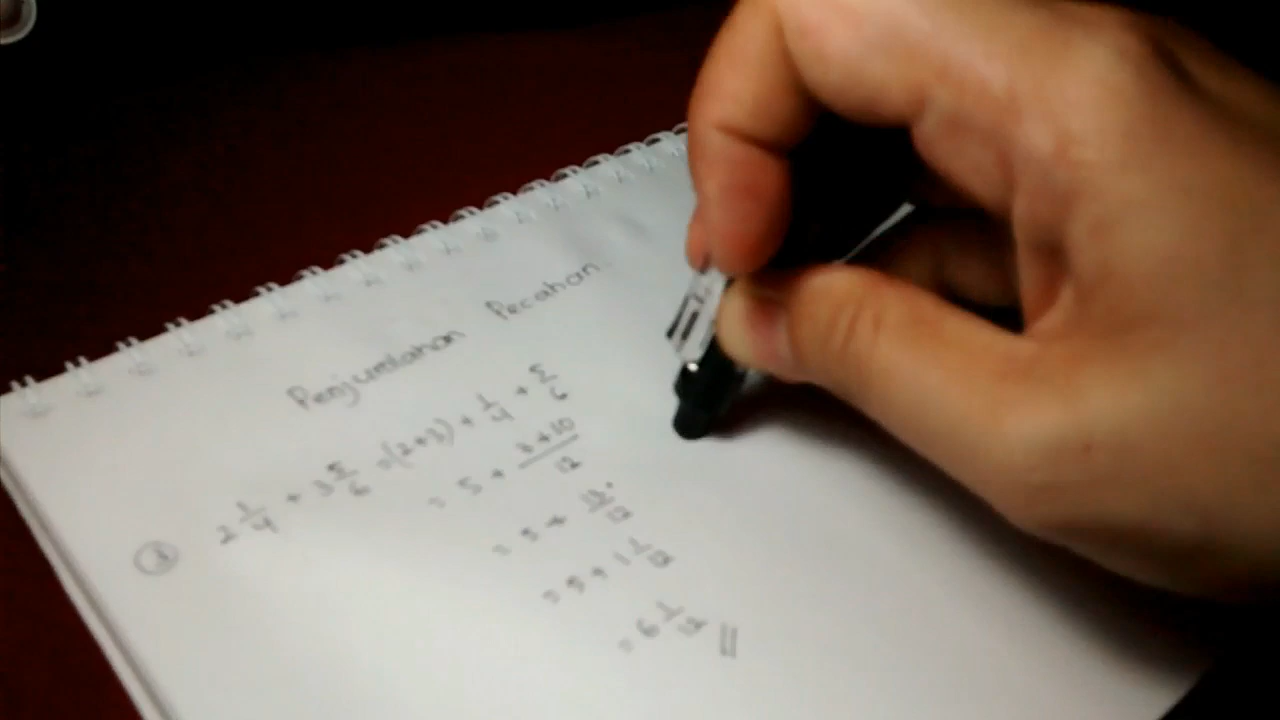 Penjumlahan Pecahan
2 1/4 + 3 5/6 = (2+3) + 1/4 + 5/6
= 5 + 3+10/12
= 5 + 13/12
= 5 + 1 1/12
= 6 1/12 //